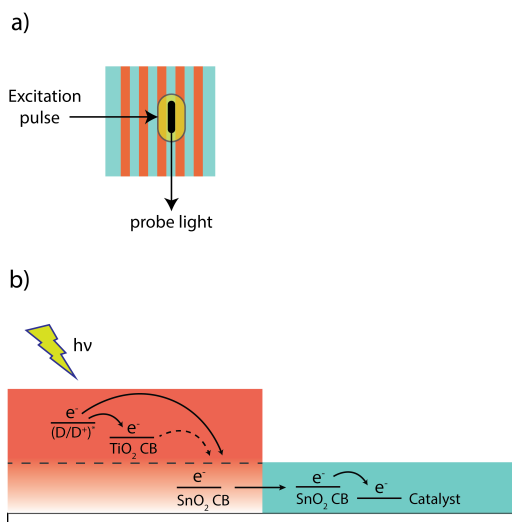 a)
Excitation
pulse
probe light
b)
hν
e⁻
(D/D⁺)*
e⁻
TiO₂ CB
e⁻
SnO₂ CB
e⁻
SnO₂ CB
e⁻
Catalyst